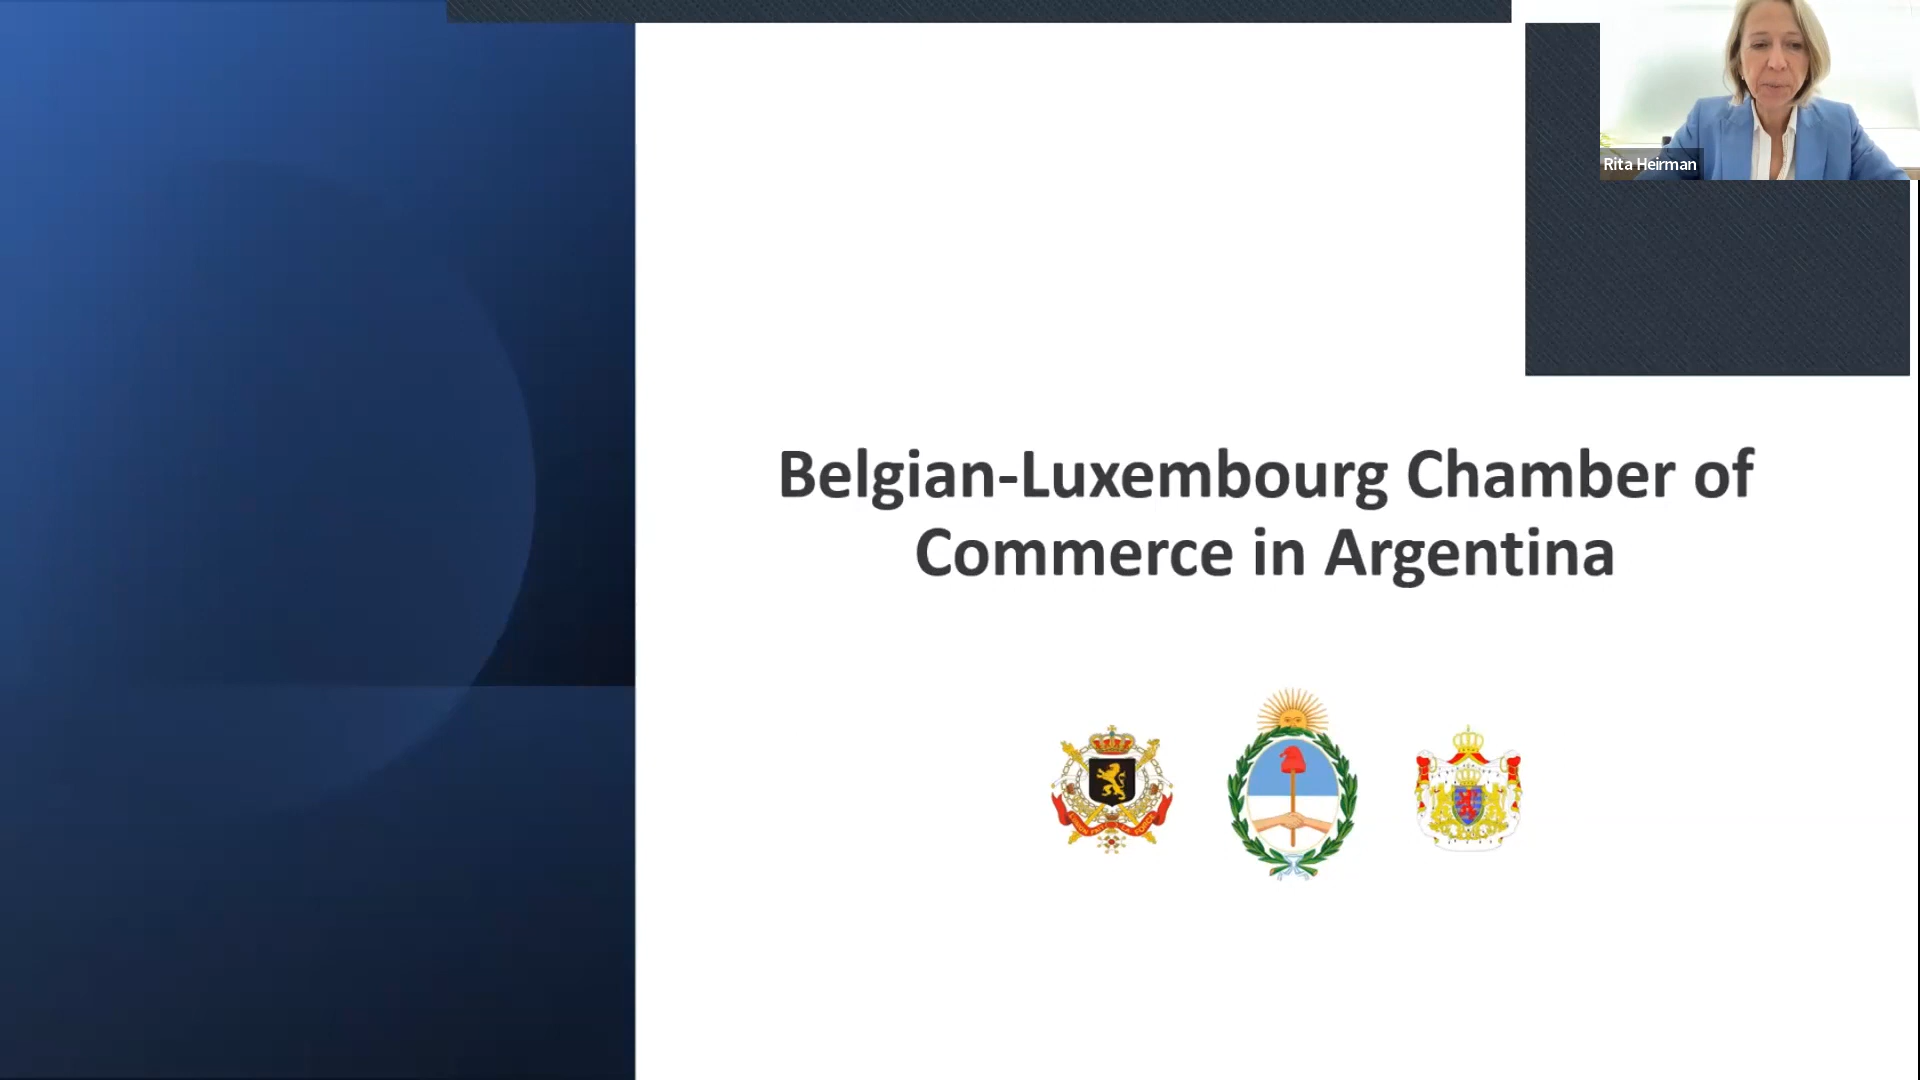 Rita Heirman
Belgian-Luxembourg Chamber of
Commerce in Argentina